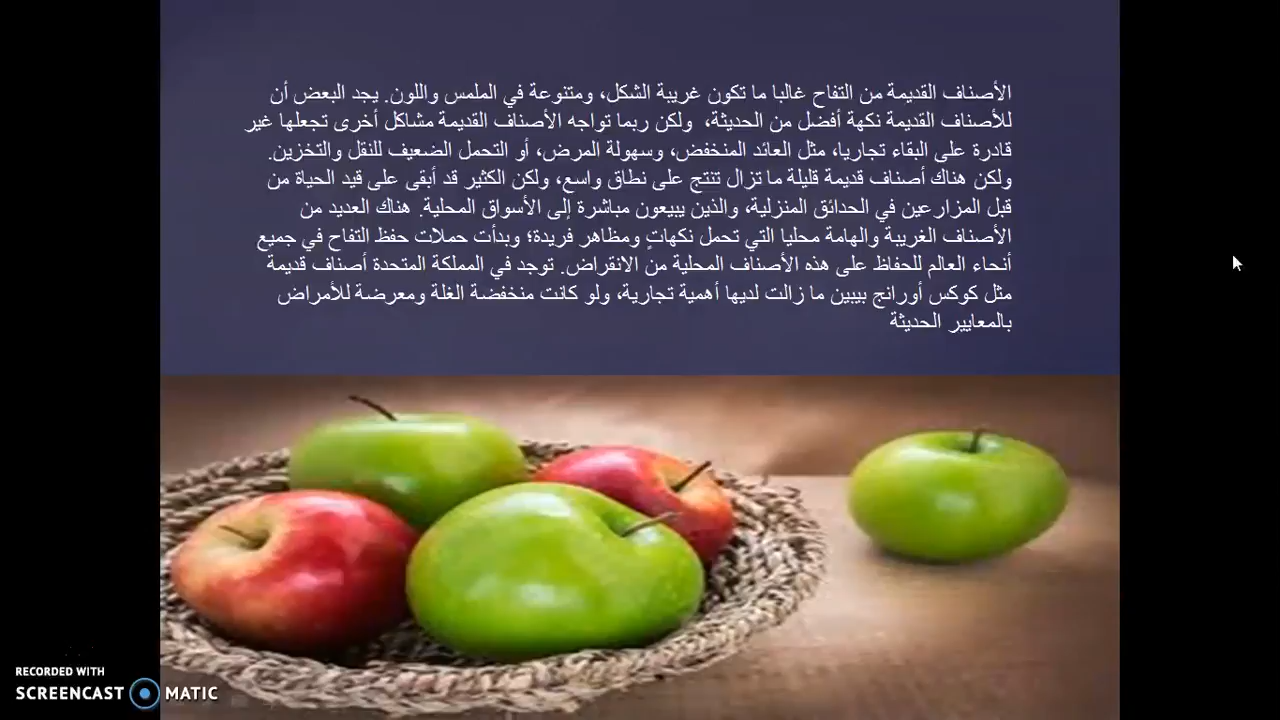 الأصناف القديمة من التفاح غالبا ما تكون غريبة الشكل، ومتنوعة في الملمس واللون. يجد البعض أن
للأصناف القديمة نكهة أفضل من الحديثة، ولكن ربما تواجه الأصناف القديمة مشاكل أخرى تجعلها غير
قادرة على البقاء تجاريا، مثل العائد المنخفض، وسهولة المرض، أو التحمل الضعيف للنقل والتخزين.
ولكن هناك أصناف قديمة قليلة ما تزال تنتج على نطاق واسع، ولكن الكثير قد أبقى على قيد الحياة من
قبل المزارعين في الحدائق المنزلية، والذين يبيعون مباشرة إلى الأسواق المحلية. هناك العديد من
الأصناف الغريبة والهامة محليا التي تحمل نكهاتٍ ومظاهر فريدة؛ وبدأت حملات حفظ التفاح في جميع
أنحاء العالم للحفاظ على هذه الأصناف المحلية من الانقراض. توجد في المملكة المتحدة أصناف قديمة
مثل كوكس أورانج بيبين ما زالت لديها أهمية تجارية، ولو كانت منخفضة الغلة ومعرضة للأمراض
بالمعايير الحديثة
RECORDED WITH
SCREENCAST MATIC